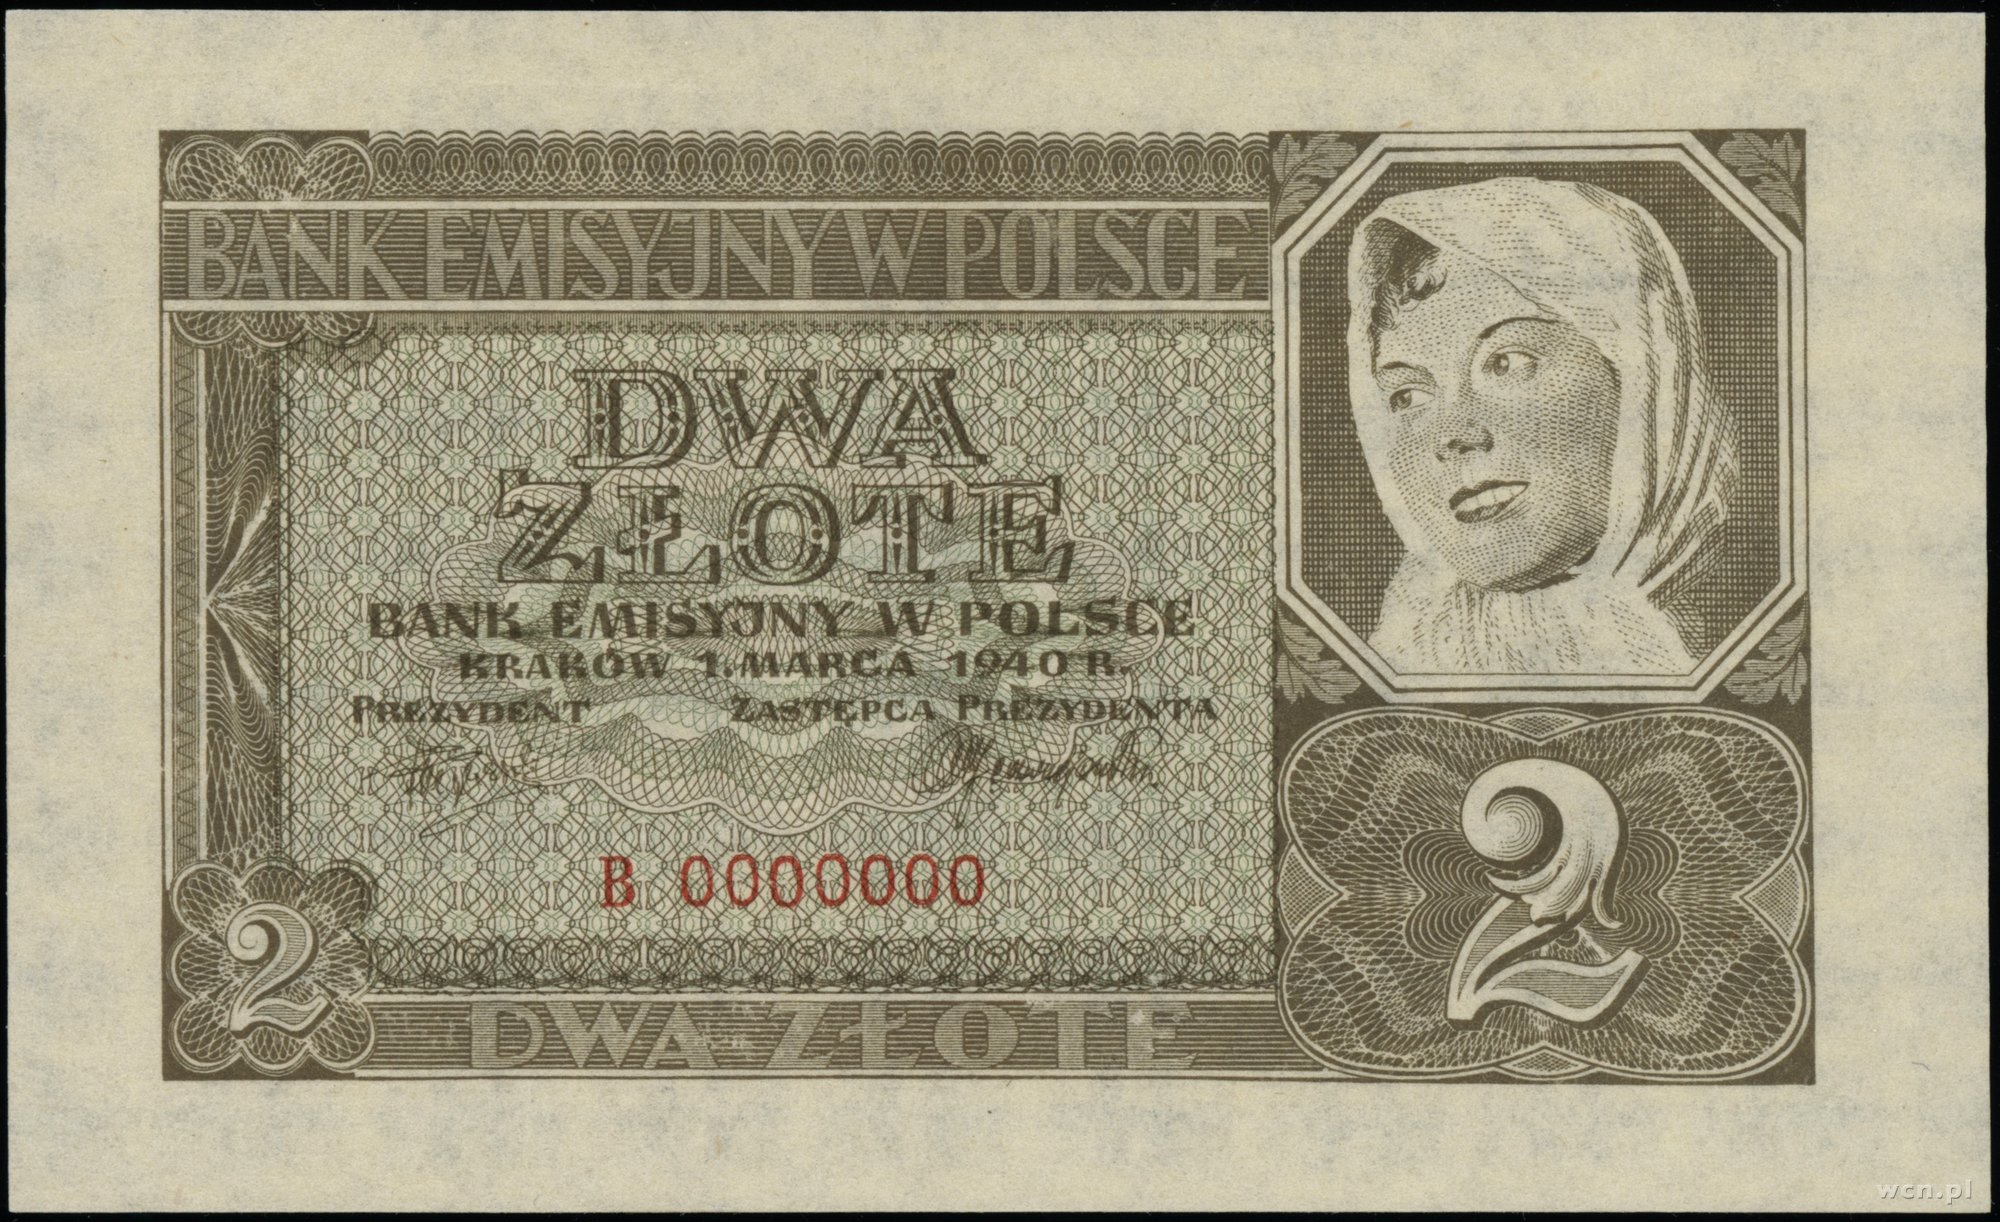 BANK EMISYJNY W POLSCE
DWA
ZŁOTE
BANK EMISYJNY W POLSCE
KRAKÓW 1. MARCA 1940 R.
PREZYDENT ZASTĘPCA PREZYDENTA
B 0000000
2
2
DWA ZŁOTE
wcn.pl